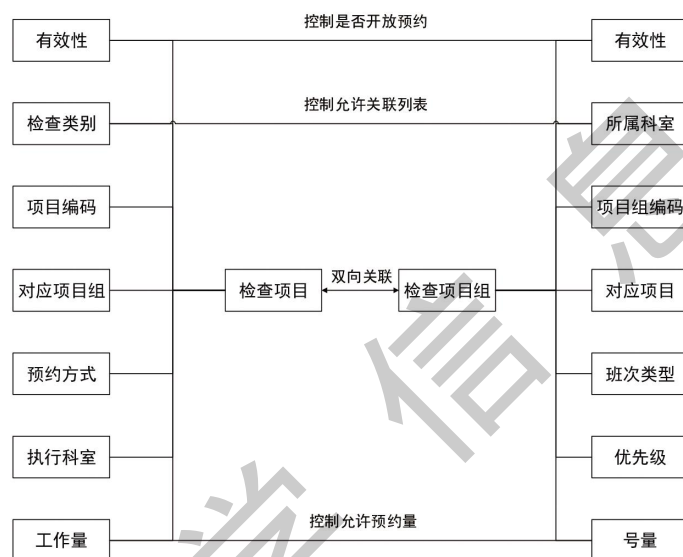 控制是否开放预约
有效性
有效性
控制允许关联列表
检查类别
所属科室
项目编码
项目组编码
双向关联
对应项目组
检查项目
检查项目组
对应项目
预约方式
班次类型
执行科室
优先级
控制允许预约量
工作量
号量
学信息